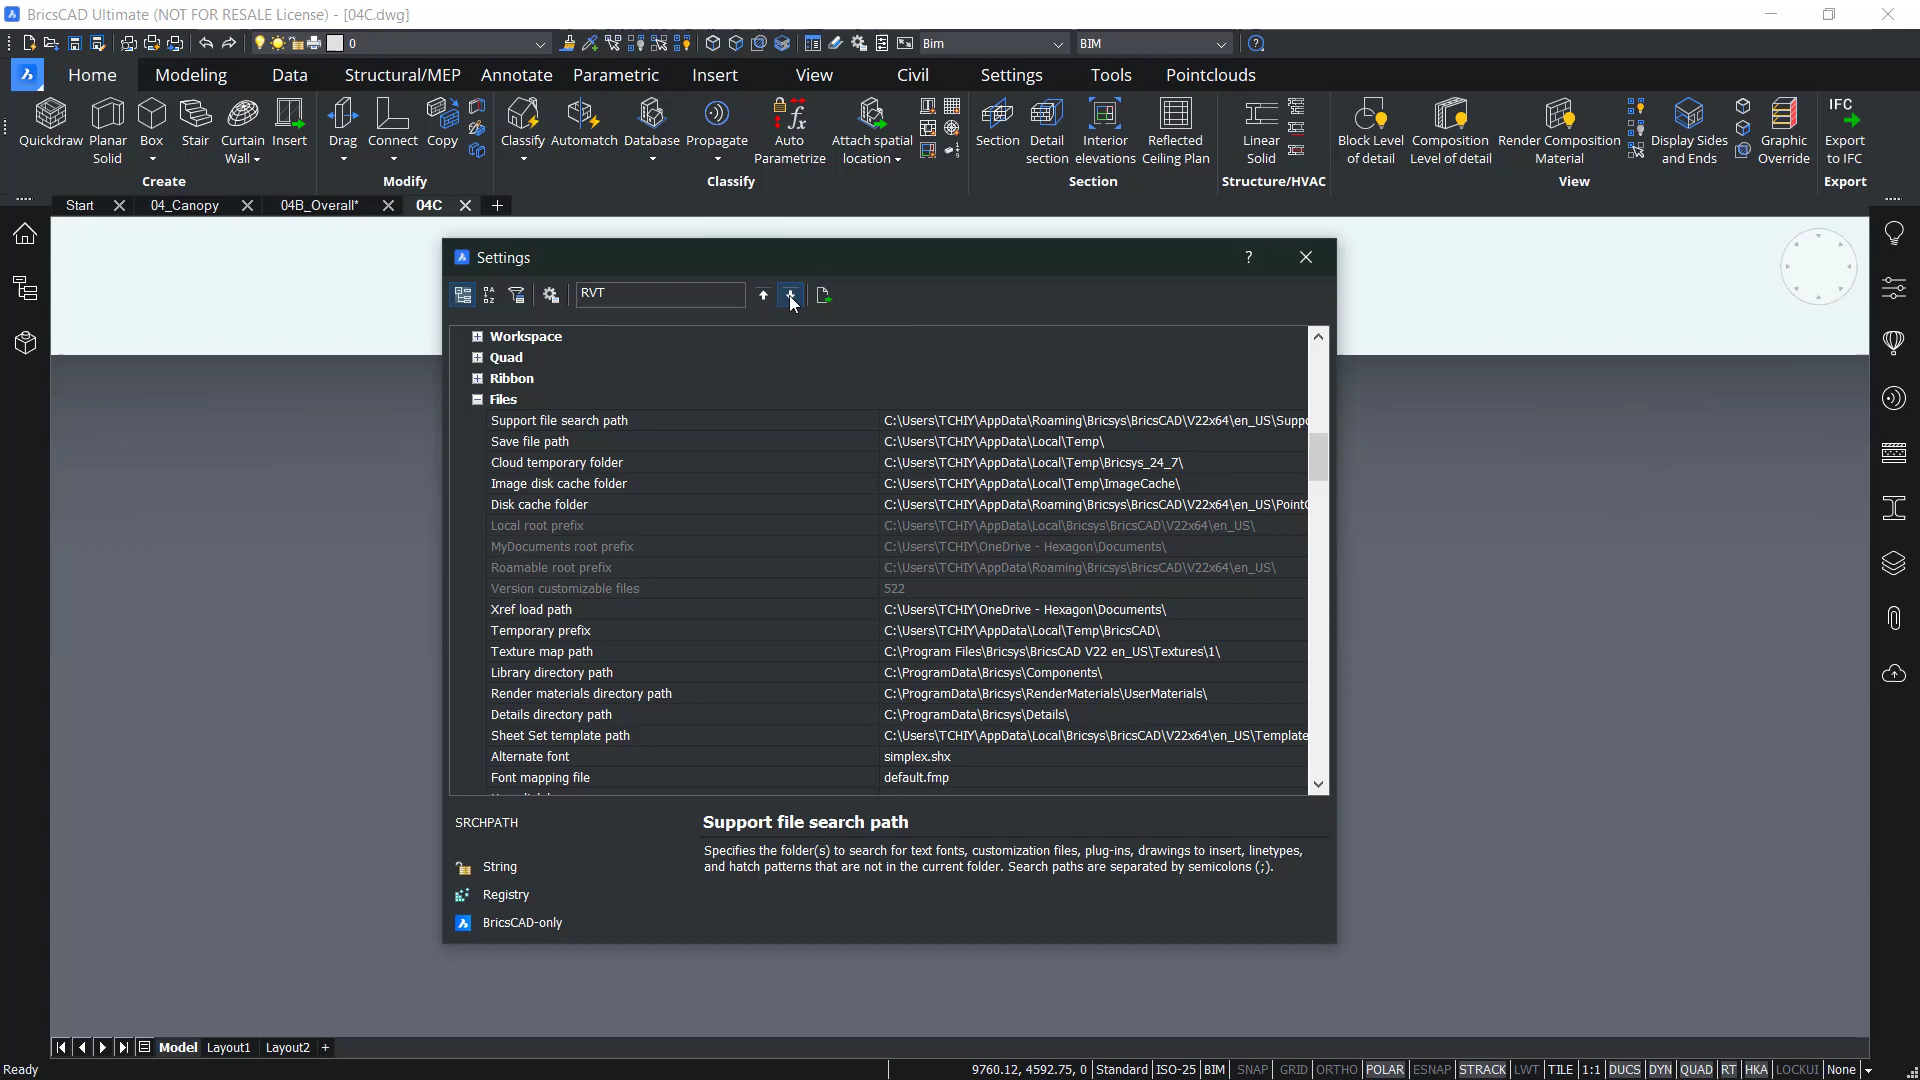 BricsCAD Ultimate (NOT FOR RESALE License) - [04C.dwg]
0
Bim
BIM
Home Modeling Data Structural/MEP Annotate Parametric Insert View Civil Settings Tools Pointclouds
Quickdraw
Planar
Solid
Box
Stair
Curtain
Wall
Insert
Drag
Connect
Copy
Classify
Automatch
Database
Propagate
Auto
Parametrize
Attach spatial
location
Section
Detail
section
Interior
elevations
Reflected
Ceiling Plan
Linear
Solid
Block Level
of detail
Composition
Level of detail
Render Composition
Material
Display Sides
and Ends
Graphic
Override
IFC
Export
to IFC
Create Modify Classify Section Structure/HVAC View Export
Start 04_Canopy 04B_Overall* 04C
Settings
?
RVT
Workspace
Quad
Ribbon
Files
Support file search path C:\Users\TCHIY\AppData\Roaming\Bricsys\BricsCAD\V22x64\en_US\Suppo
Save file path C:\Users\TCHIY\AppData\Local\Temp\
Cloud temporary folder C:\Users\TCHIY\AppData\Local\Temp\Bricsys_24_7\
Image disk cache folder C:\Users\TCHIY\AppData\Local\Temp\ImageCache\
Disk cache folder C:\Users\TCHIY\AppData\Roaming\Bricsys\BricsCAD\V22x64\en_US\PointC
Local root prefix C:\Users\TCHIY\AppData\Local\Bricsys\BricsCAD\V22x64\en_US\
MyDocuments root prefix C:\Users\TCHIY\OneDrive - Hexagon\Documents\
Roamable root prefix C:\Users\TCHIY\AppData\Roaming\Bricsys\BricsCAD\V22x64\en_US\
Version customizable files 522
Xref load path C:\Users\TCHIY\OneDrive - Hexagon\Documents\
Temporary prefix C:\Users\TCHIY\AppData\Local\Temp\BricsCAD\
Texture map path C:\Program Files\Bricsys\BricsCAD V22 en_US\Textures\1\
Library directory path C:\ProgramData\Bricsys\Components\
Render materials directory path C:\ProgramData\Bricsys\RenderMaterials\UserMaterials\
Details directory path C:\ProgramData\Bricsys\Details\
Sheet Set template path C:\Users\TCHIY\AppData\Local\Bricsys\BricsCAD\V22x64\en_US\Template
Alternate font simplex.shx
Font mapping file default.fmp
SRCHPATH
Support file search path
Specifies the folder(s) to search for text fonts, customization files, plug-ins, drawings to insert, linetypes,
and hatch patterns that are not in the current folder. Search paths are separated by semicolons (;).
String
Registry
BricsCAD-only
Model Layout1 Layout2 +
Ready
9760.12, 4592.75, 0 Standard ISO-25 BIM SNAP GRID ORTHO POLAR ESNAP STRACK LWT TILE 1:1 DUCS DYN QUAD RT HKA LOCKUI None